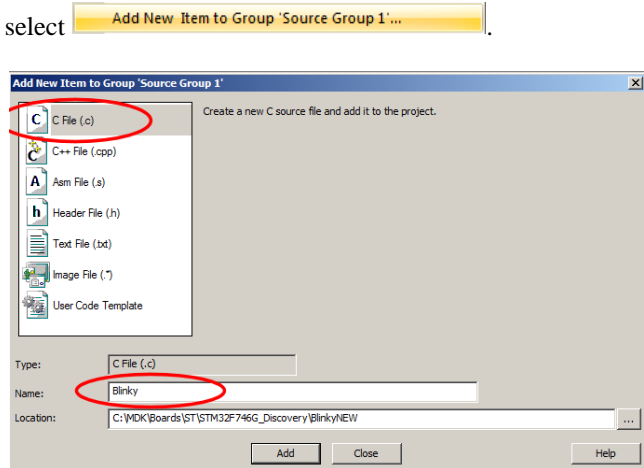 select Add New Item to Group 'Source Group 1'... .
Add New Item to Group 'Source Group 1'
C File (.c)
Create a new C source file and add it to the project.
C++ File (.cpp)
Asm File (.s)
Header File (.h)
Text File (.txt)
Image File (.*)
User Code Template
Type: C File (.c)
Name: Blinky
Location: C:\MDK\Boards\ST\STM32F746G_Discovery\BlinkyNEW ...
Add Close Help